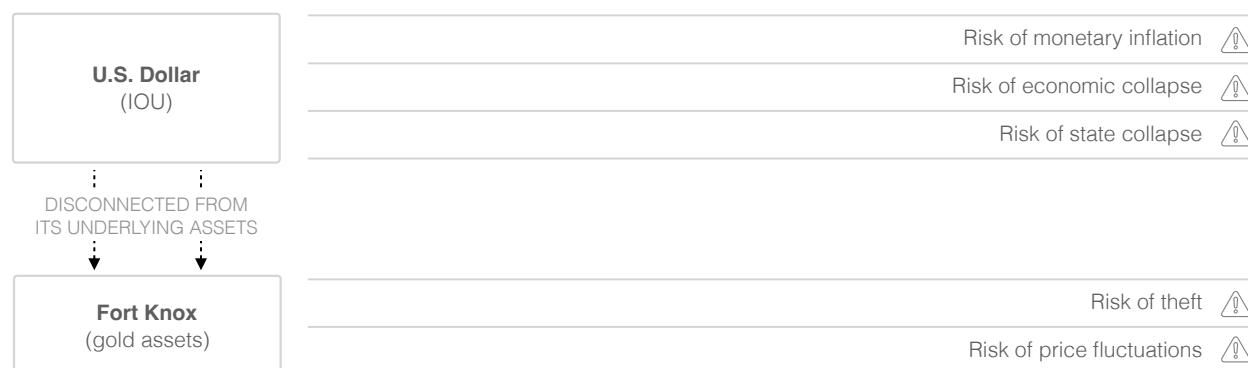 U.S. Dollar
(IOU)
Risk of monetary inflation
Risk of economic collapse
Risk of state collapse
DISCONNECTED FROM
ITS UNDERLYING ASSETS
Fort Knox
(gold assets)
Risk of theft
Risk of price fluctuations